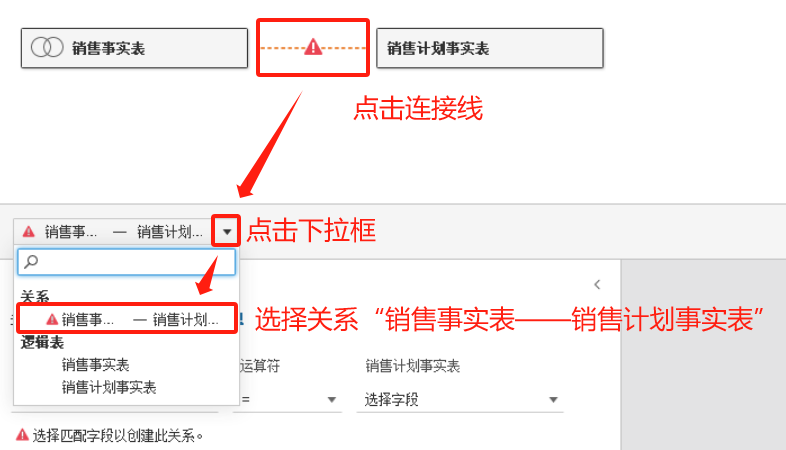 销售事实表
销售计划事实表
点击连接线
销售事... — 销售计划...
点击下拉框
关系
销售事... — 销售计划...
选择关系“销售事实表——销售计划事实表”
逻辑表
销售事实表
运算符
销售计划事实表
销售计划事实表
=
选择字段
选择匹配字段以创建此关系。